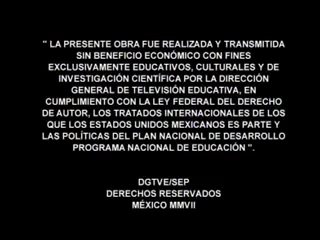 " LA PRESENTE OBRA FUE REALIZADA Y TRANSMITIDA
SIN BENEFICIO ECONÓMICO CON FINES
EXCLUSIVAMENTE EDUCATIVOS, CULTURALES Y DE
INVESTIGACIÓN CIENTÍFICA POR LA DIRECCIÓN
GENERAL DE TELEVISIÓN EDUCATIVA, EN
CUMPLIMIENTO CON LA LEY FEDERAL DEL DERECHO
DE AUTOR, LOS TRATADOS INTERNACIONALES DE LOS
QUE LOS ESTADOS UNIDOS MEXICANOS ES PARTE Y
LAS POLÍTICAS DEL PLAN NACIONAL DE DESARROLLO
PROGRAMA NACIONAL DE EDUCACIÓN ".
DGTVE/SEP
DERECHOS RESERVADOS
MÉXICO MMVII